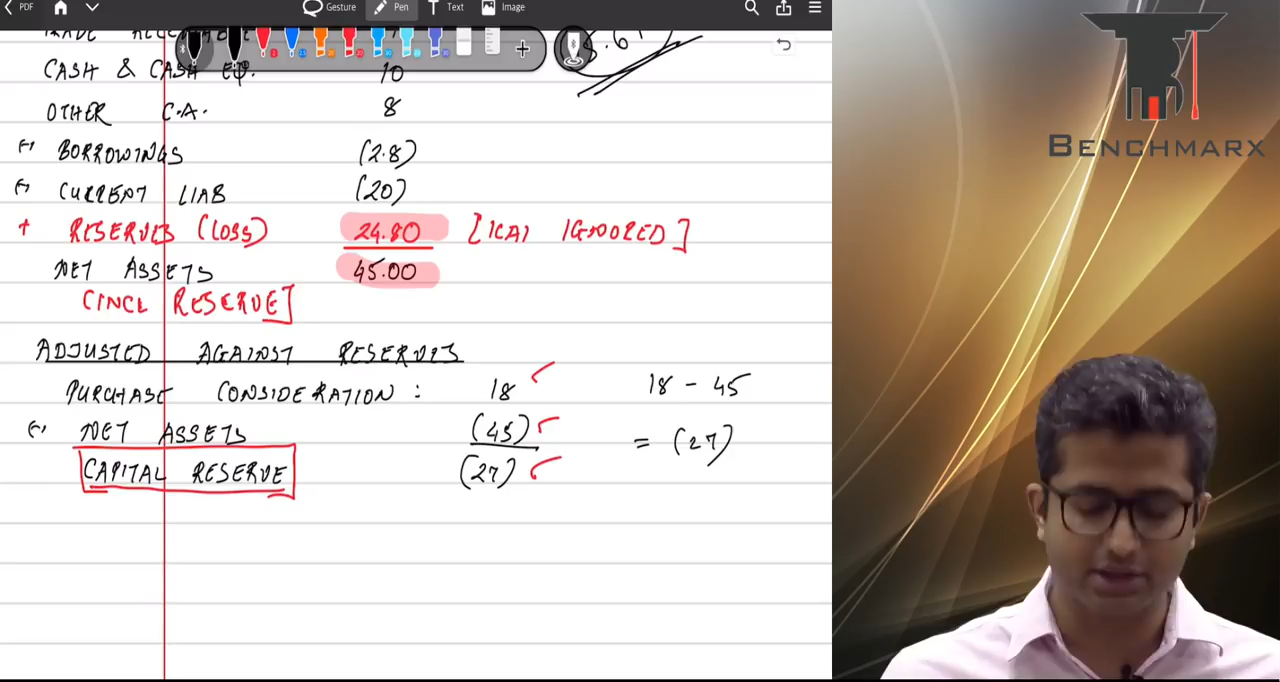 PDF Gesture Pen Text Image
CASH & CASH EQ. 10
OTHER C.A. 8
(-) BORROWINGS (2.8)
(-) CURRENT LIAB (20)
+ RESERVES (LOSS) 24.80 [ICAI IGNORED]
NET ASSETS 45.00
[INCL RESERVE]
ADJUSTED AGAINST RESERVES
PURCHASE CONSIDERATION : 18 18 - 45
(-) NET ASSETS (45) = (27)
CAPITAL RESERVE (27)
BENCHMARX